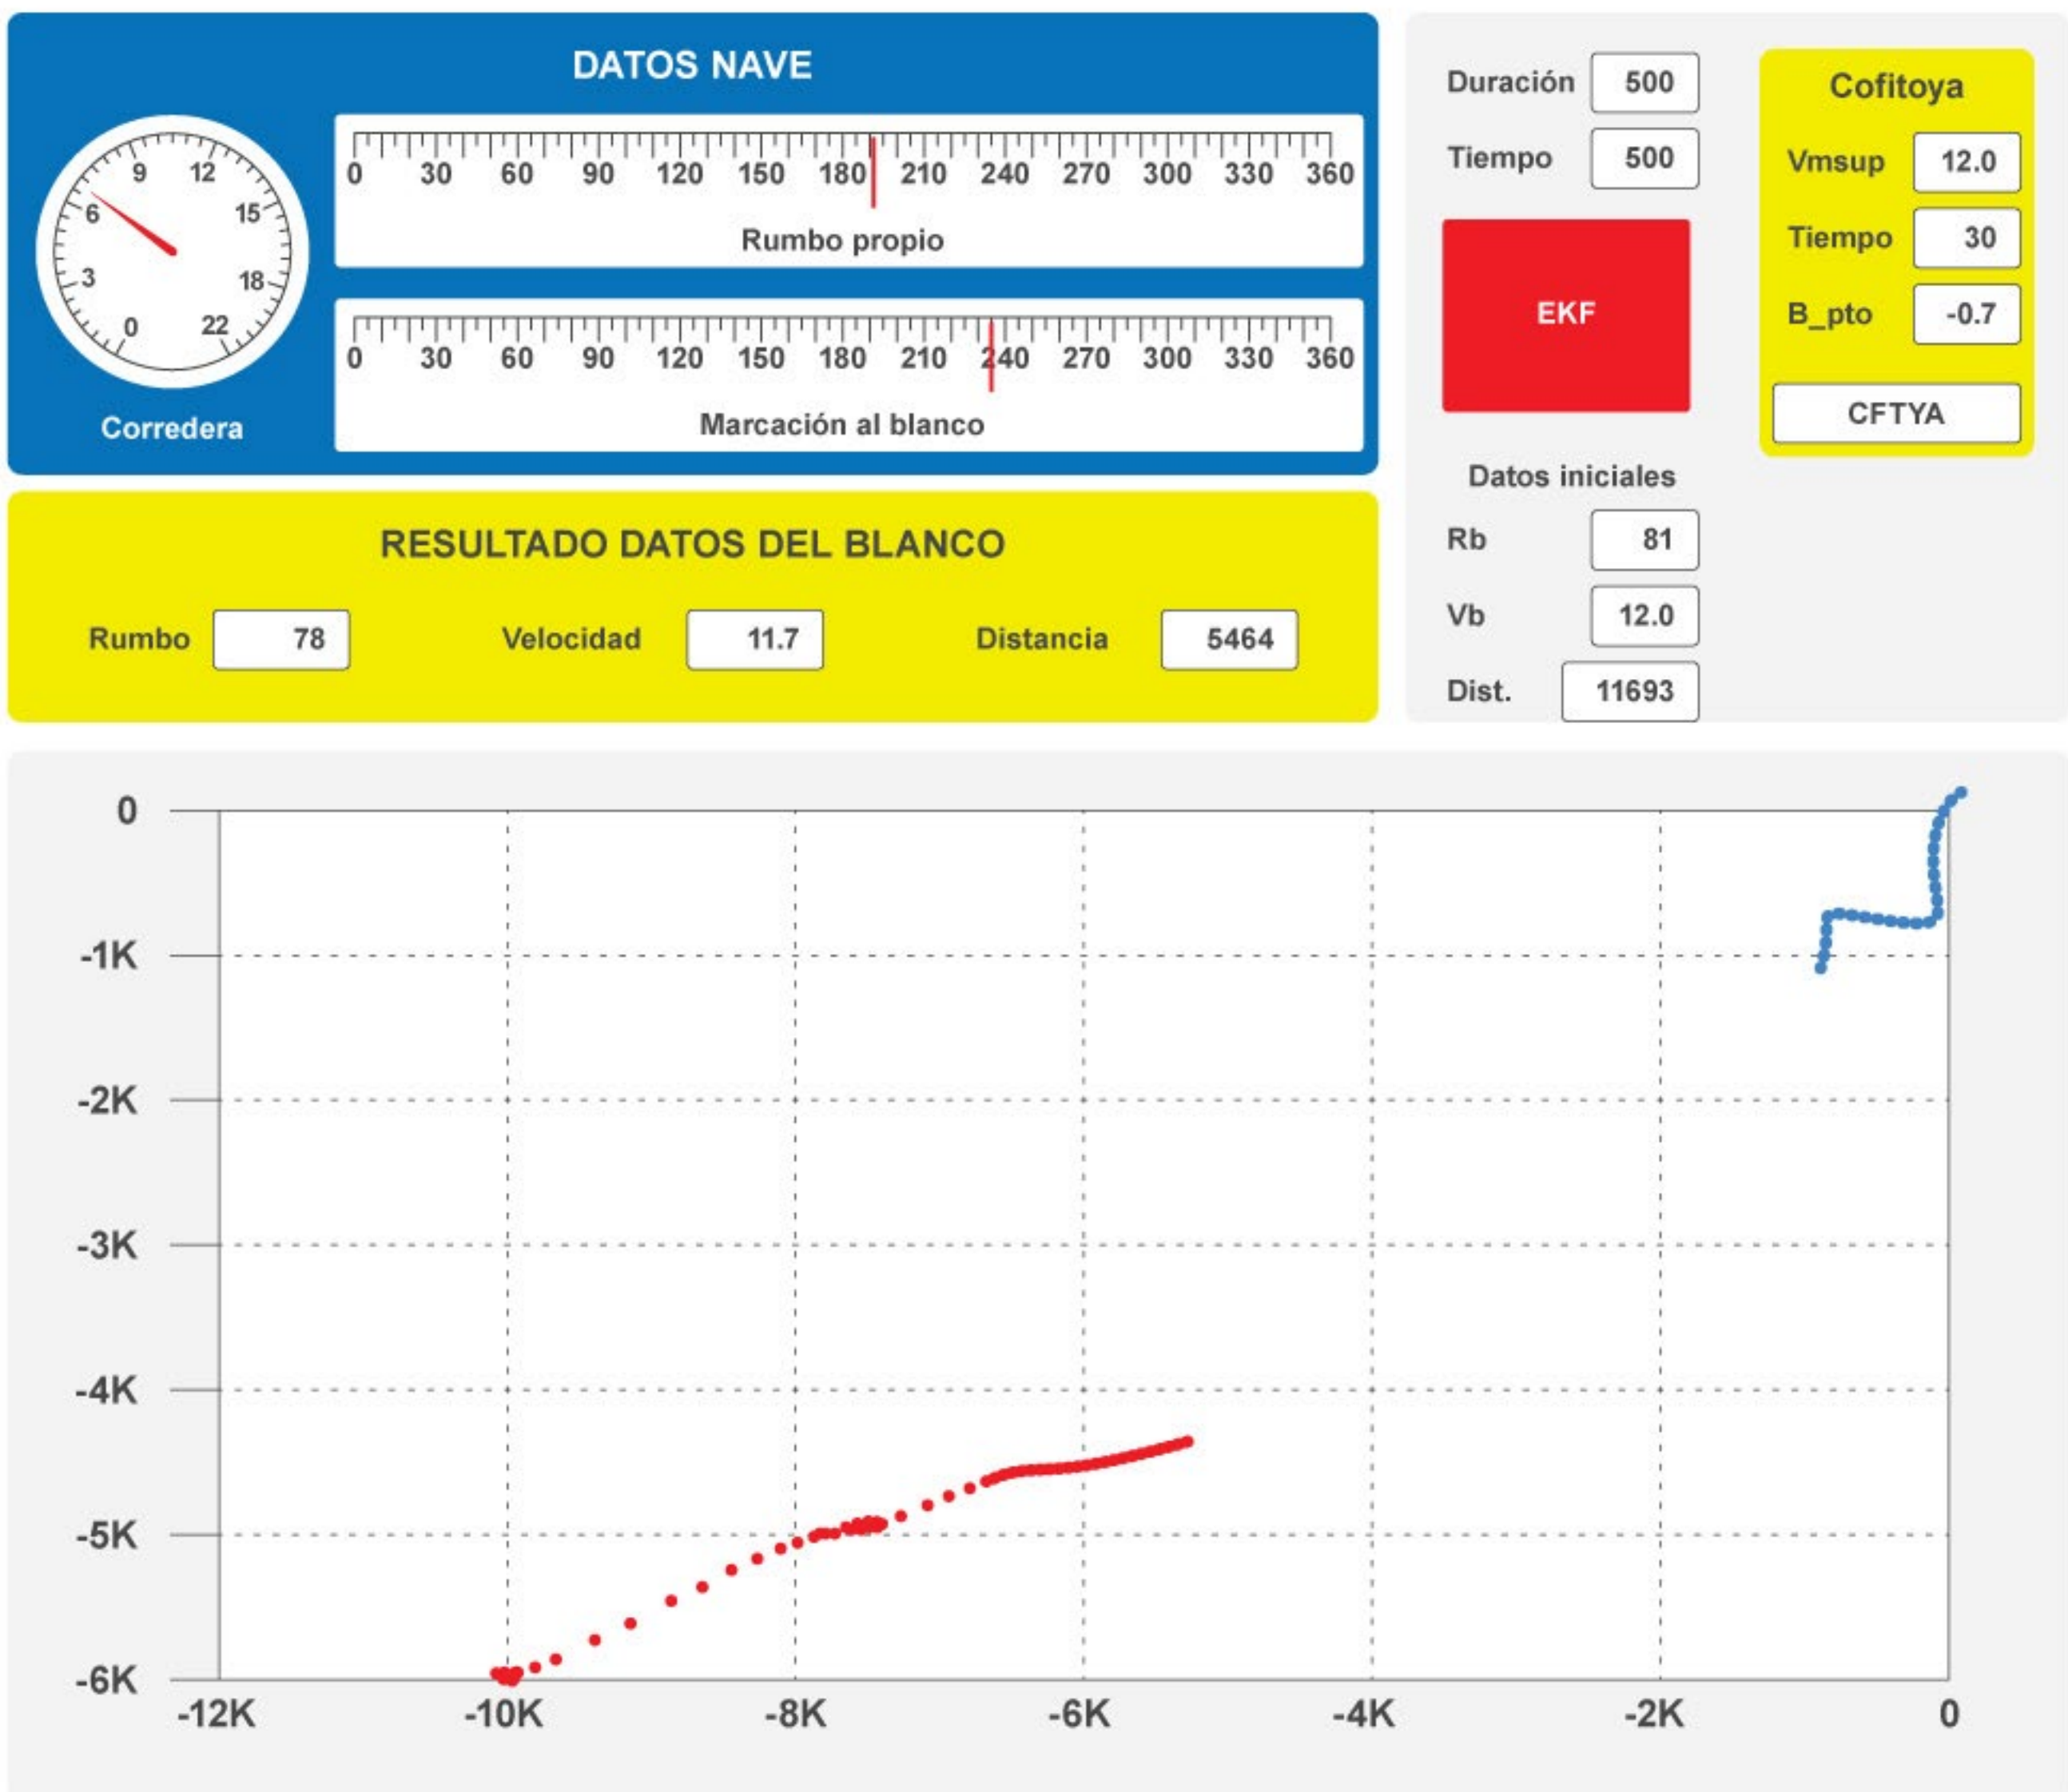 DATOS NAVE
0 3 6 9 12 15 18 22
Corredera
0 30 60 90 120 150 180 210 240 270 300 330 360
Rumbo propio
0 30 60 90 120 150 180 210 240 270 300 330 360
Marcación al blanco
RESULTADO DATOS DEL BLANCO
Rumbo 78 Velocidad 11.7 Distancia 5464
Duración 500
Tiempo 500
EKF
Datos iniciales
Rb 81
Vb 12.0
Dist. 11693
Cofitoya
Vmsup 12.0
Tiempo 30
B_pto -0.7
CFTYA
0
-1K
-2K
-3K
-4K
-5K
-6K
-12K -10K -8K -6K -4K -2K 0